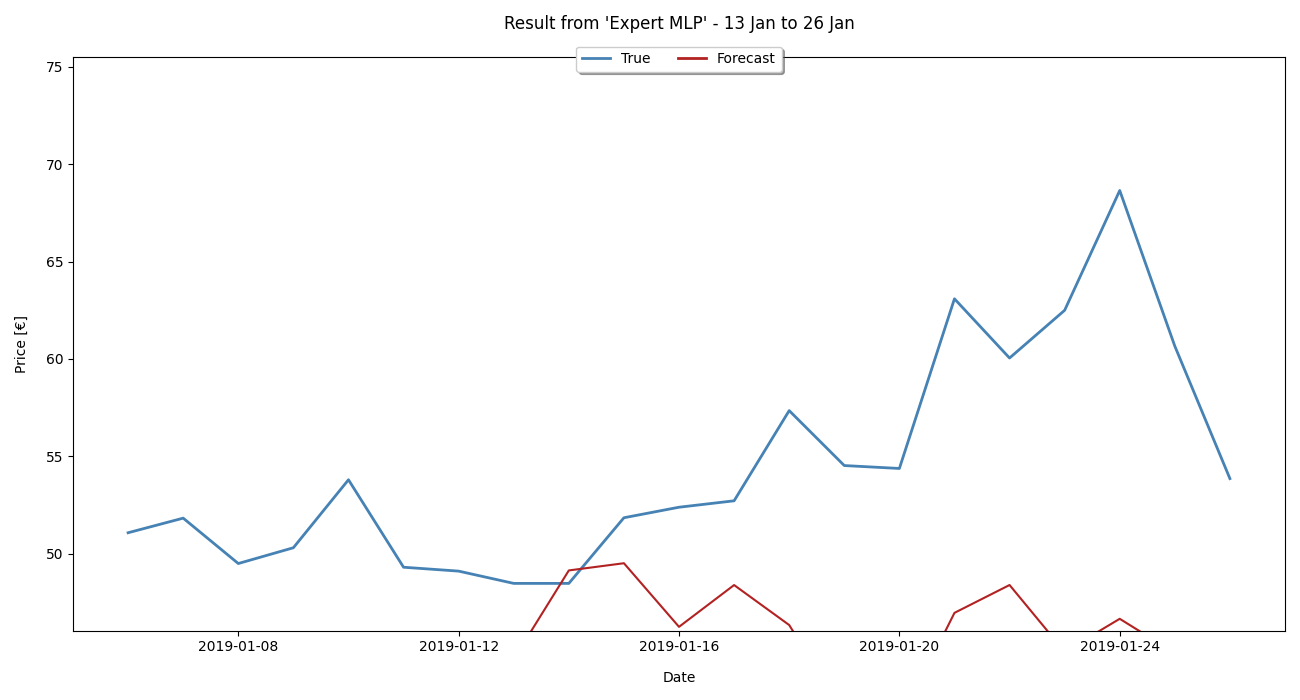 Result from 'Expert MLP' - 13 Jan to 26 Jan
True Forecast
75
70
65
60
55
50
Price [€]
2019-01-08 2019-01-12 2019-01-16 2019-01-20 2019-01-24
Date